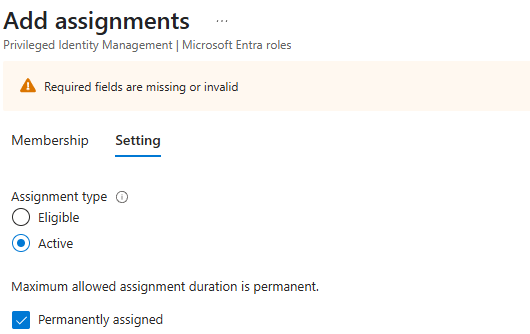 Add assignments ...
Privileged Identity Management | Microsoft Entra roles
Required fields are missing or invalid
Membership Setting
Assignment type
Eligible
Active
Maximum allowed assignment duration is permanent.
Permanently assigned